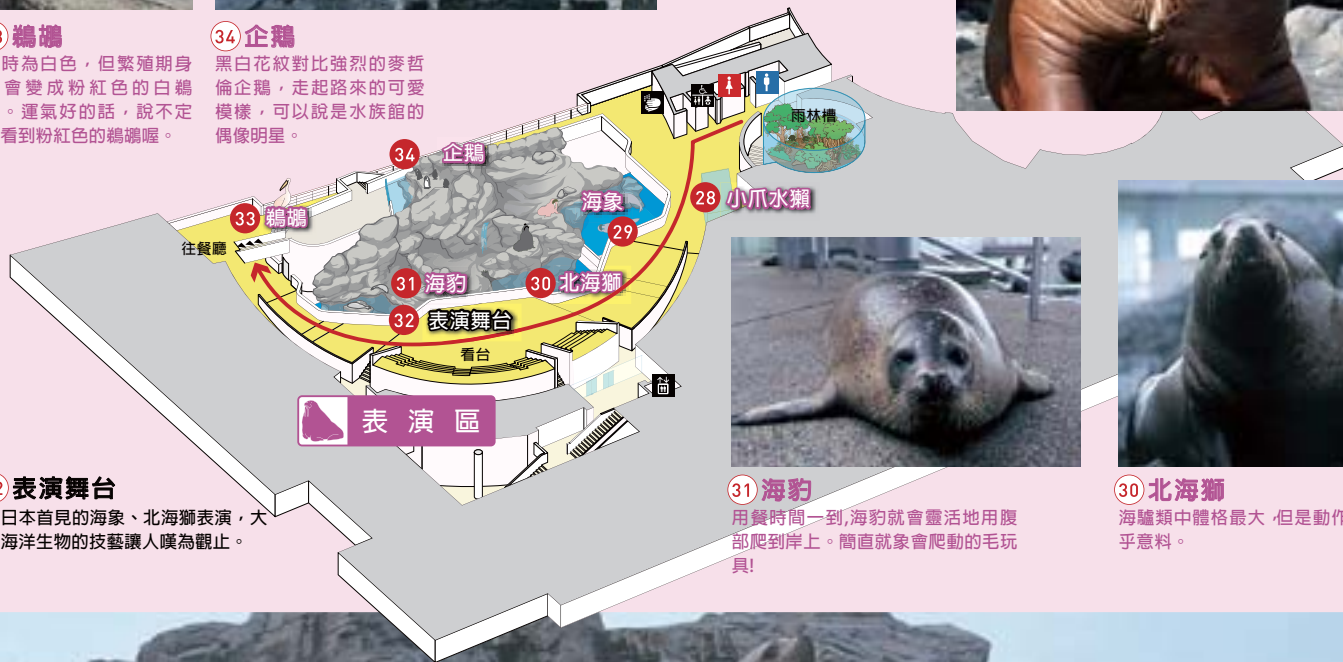 鵜鶘
時為白色，但繁殖期身
會變成粉紅色的白鵜
。運氣好的話，說不定
看到粉紅色的鵜鶘喔。
34 企鵝
黑白花紋對比強烈的麥哲
倫企鵝，走起路來的可愛
模樣，可以說是水族館的
偶像明星。
雨林槽
34 企鵝
海象
29
28 小爪水獺
33 鵜鶘
往餐廳
31 海豹
30 北海獅
32 表演舞台
看台
表演區
表演舞台
日本首見的海象、北海獅表演，大
海洋生物的技藝讓人嘆為觀止。
31 海豹
用餐時間一到,海豹就會靈活地用腹
部爬到岸上。簡直就象會爬動的毛玩
具!
30 北海獅
海驢類中體格最大，但是動作
乎意料。